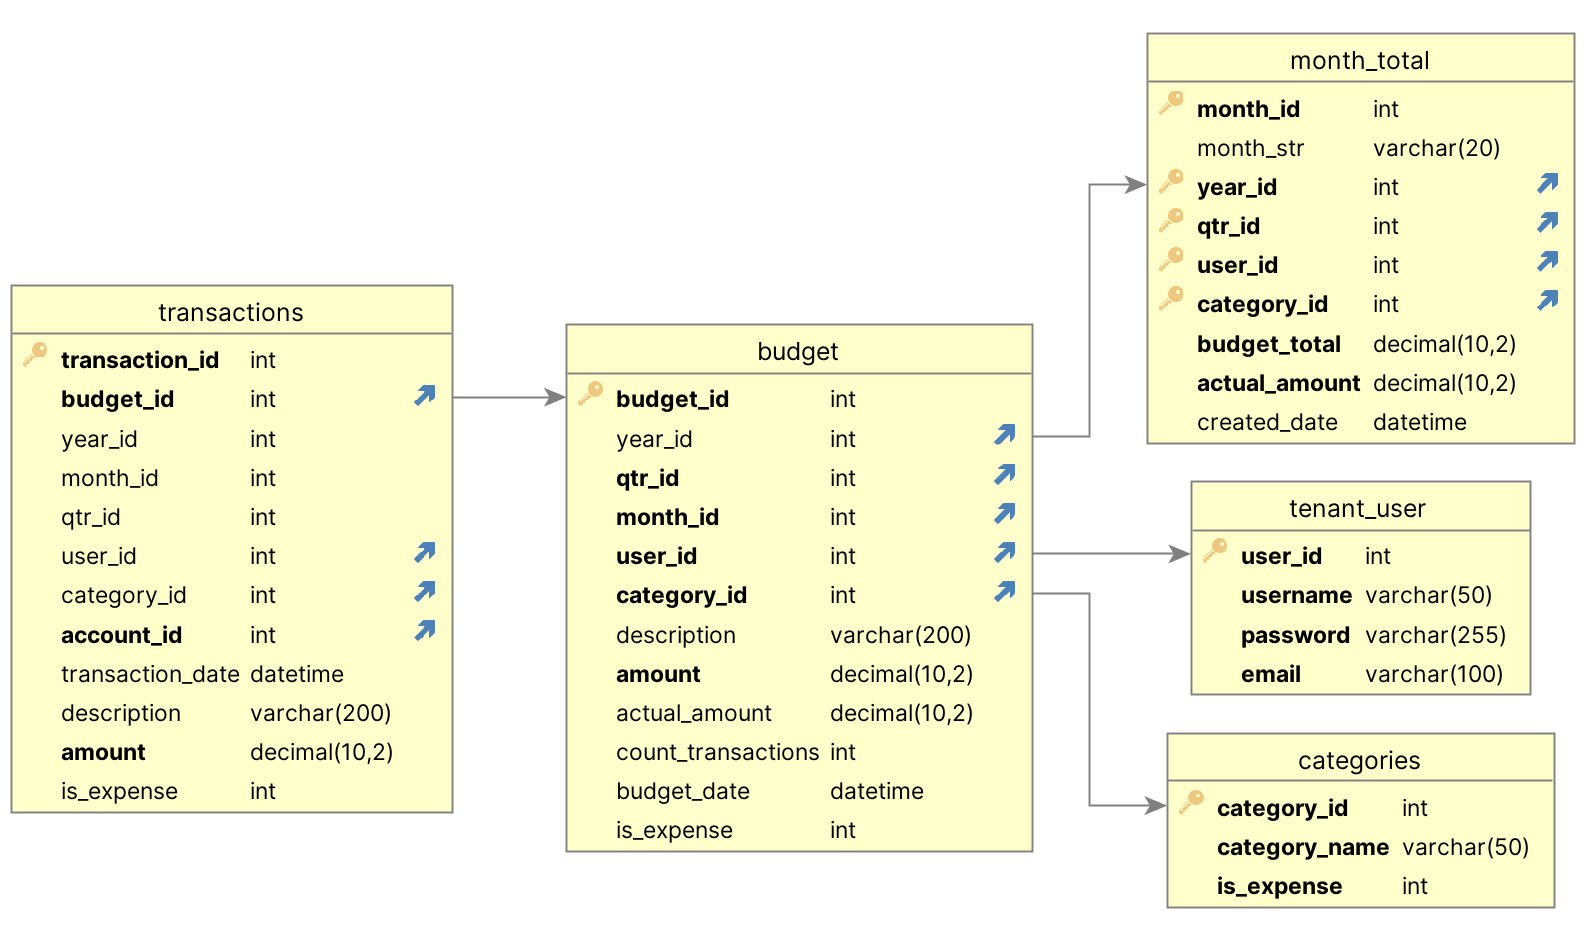 transactions
transaction_id int
budget_id int
year_id int
month_id int
qtr_id int
user_id int
category_id int
account_id int
transaction_date datetime
description varchar(200)
amount decimal(10,2)
is_expense int
budget
budget_id int
year_id int
qtr_id int
month_id int
user_id int
category_id int
description varchar(200)
amount decimal(10,2)
actual_amount decimal(10,2)
count_transactions int
budget_date datetime
is_expense int
month_total
month_id int
month_str varchar(20)
year_id int
qtr_id int
user_id int
category_id int
budget_total decimal(10,2)
actual_amount decimal(10,2)
created_date datetime
tenant_user
user_id int
username varchar(50)
password varchar(255)
email varchar(100)
categories
category_id int
category_name varchar(50)
is_expense int